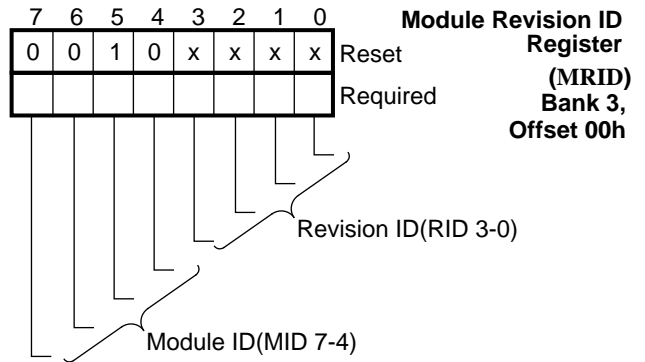 7 6 5 4 3 2 1 0
Module Revision ID
Register
(MRID)
Bank 3,
Offset 00h
0 0 1 0 x x x x Reset
Required
Revision ID(RID 3-0)
Module ID(MID 7-4)